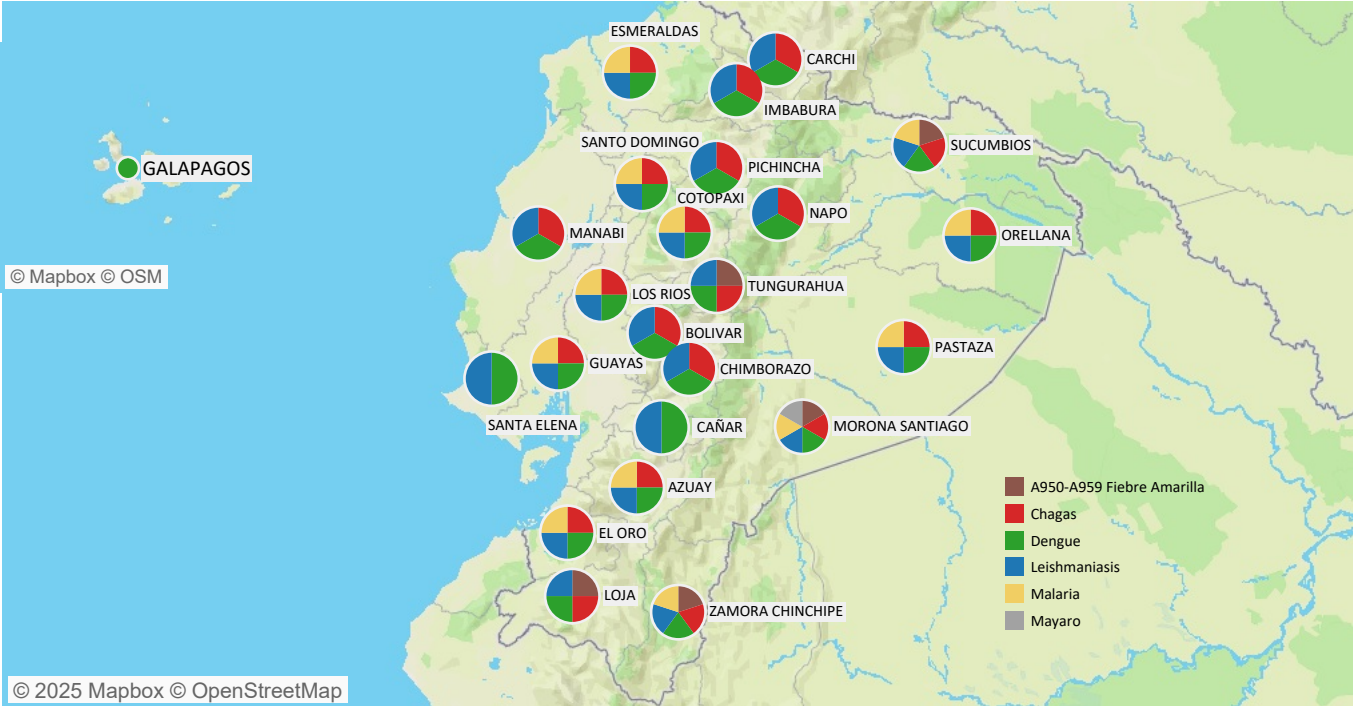 ESMERALDAS
CARCHI
IMBABURA
SANTO DOMINGO
SUCUMBIOS
PICHINCHA
GALAPAGOS
COTOPAXI
NAPO
MANABI
ORELLANA
© Mapbox © OSM
TUNGURAHUA
LOS RIOS
BOLIVAR
PASTAZA
GUAYAS
CHIMBORAZO
SANTA ELENA
CAÑAR
MORONA SANTIAGO
AZUAY
EL ORO
LOJA
ZAMORA CHINCHIPE
A950-A959 Fiebre Amarilla
Chagas
Dengue
Leishmaniasis
Malaria
Mayaro
© 2025 Mapbox © OpenStreetMap